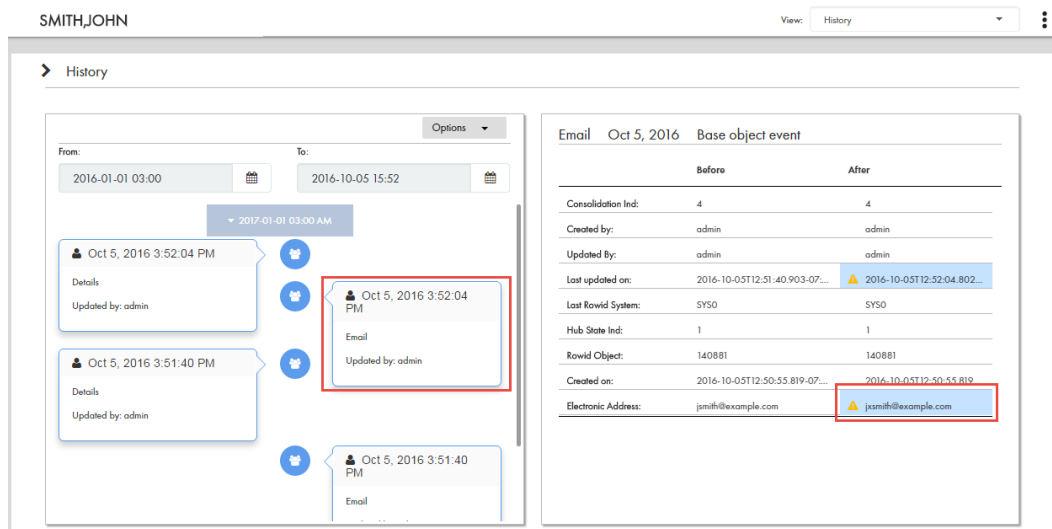 SMITH,JOHN
View: History
History
Options
From: To:
2016-01-01 03:00 2016-10-05 15:52
2017-01-01 03:00 AM
Oct 5, 2016 3:52:04 PM
Details
Updated by: admin
Oct 5, 2016 3:52:04
PM
Email
Updated by: admin
Oct 5, 2016 3:51:40 PM
Details
Updated by: admin
Oct 5, 2016 3:51:40
PM
Email
Email Oct 5, 2016 Base object event
Before After
Consolidation Ind: 4 4
Created by: admin admin
Updated By: admin admin
Last updated on: 2016-10-05T12:51:40.903-07:... 2016-10-05T12:52:04.802...
Last Rowid System: SYS0 SYS0
Hub State Ind: 1 1
Rowid Object: 140881 140881
Created on: 2016-10-05T12:50:55.819-07:... 2016-10-05T12:50:55.819
Electronic Address: jsmith@example.com jxsmith@example.com